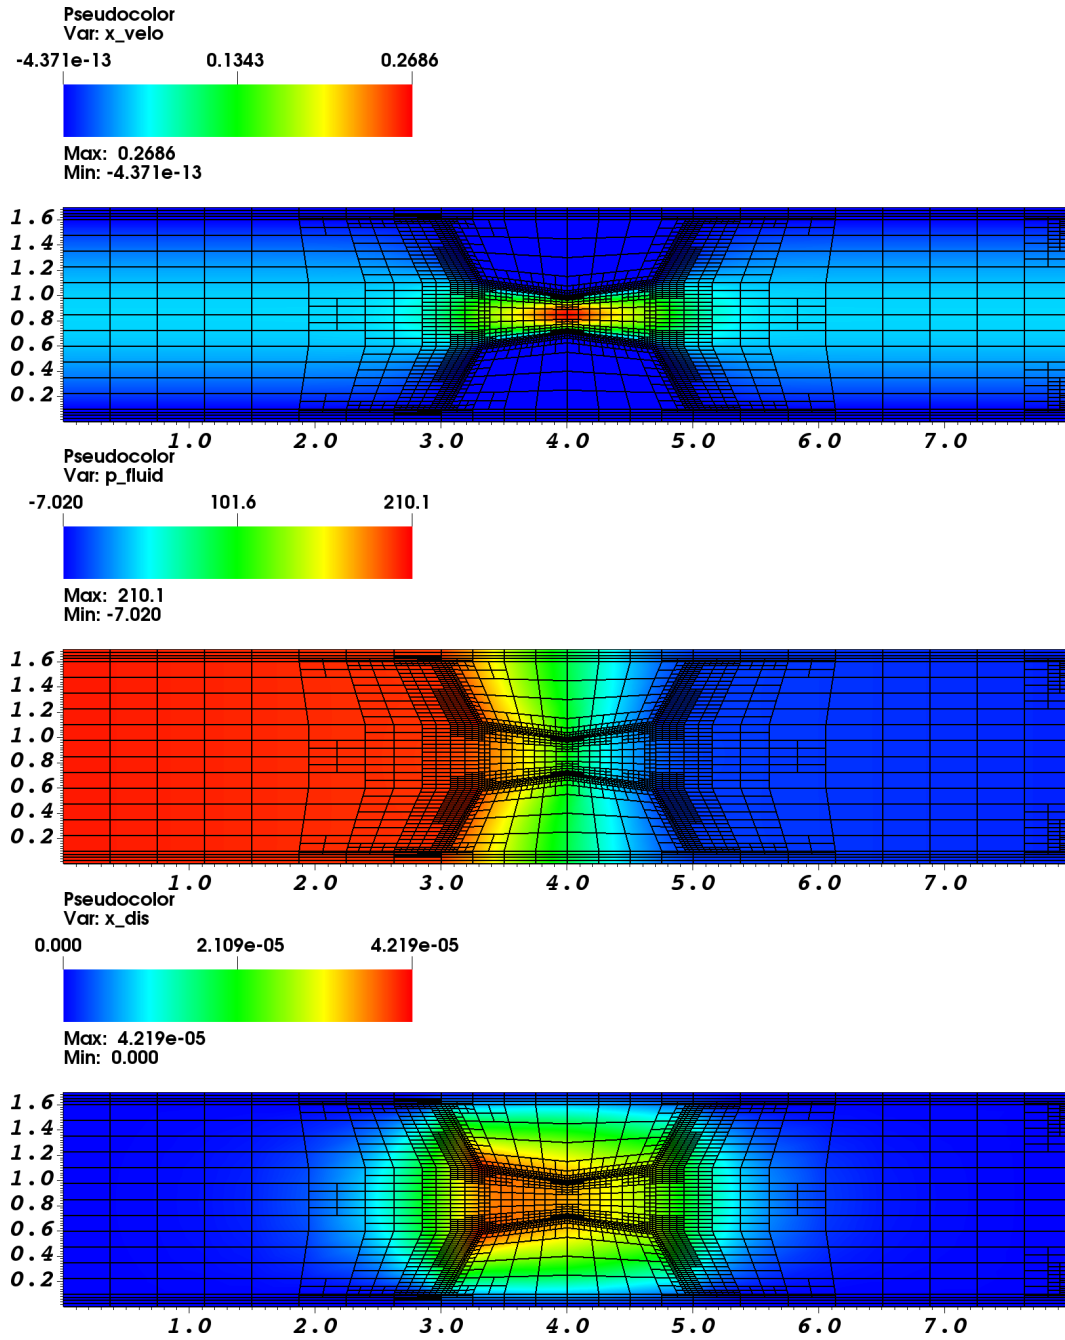 Pseudocolor
Var: x_velo
-4.371e-13 0.1343 0.2686
Max: 0.2686
Min: -4.371e-13
1.6
1.4
1.2
1.0
0.8
0.6
0.4
0.2
1.0 2.0 3.0 4.0 5.0 6.0 7.0
Pseudocolor
Var: p_fluid
-7.020 101.6 210.1
Max: 210.1
Min: -7.020
1.6
1.4
1.2
1.0
0.8
0.6
0.4
0.2
1.0 2.0 3.0 4.0 5.0 6.0 7.0
Pseudocolor
Var: x_dis
0.000 2.109e-05 4.219e-05
Max: 4.219e-05
Min: 0.000
1.6
1.4
1.2
1.0
0.8
0.6
0.4
0.2
1.0 2.0 3.0 4.0 5.0 6.0 7.0